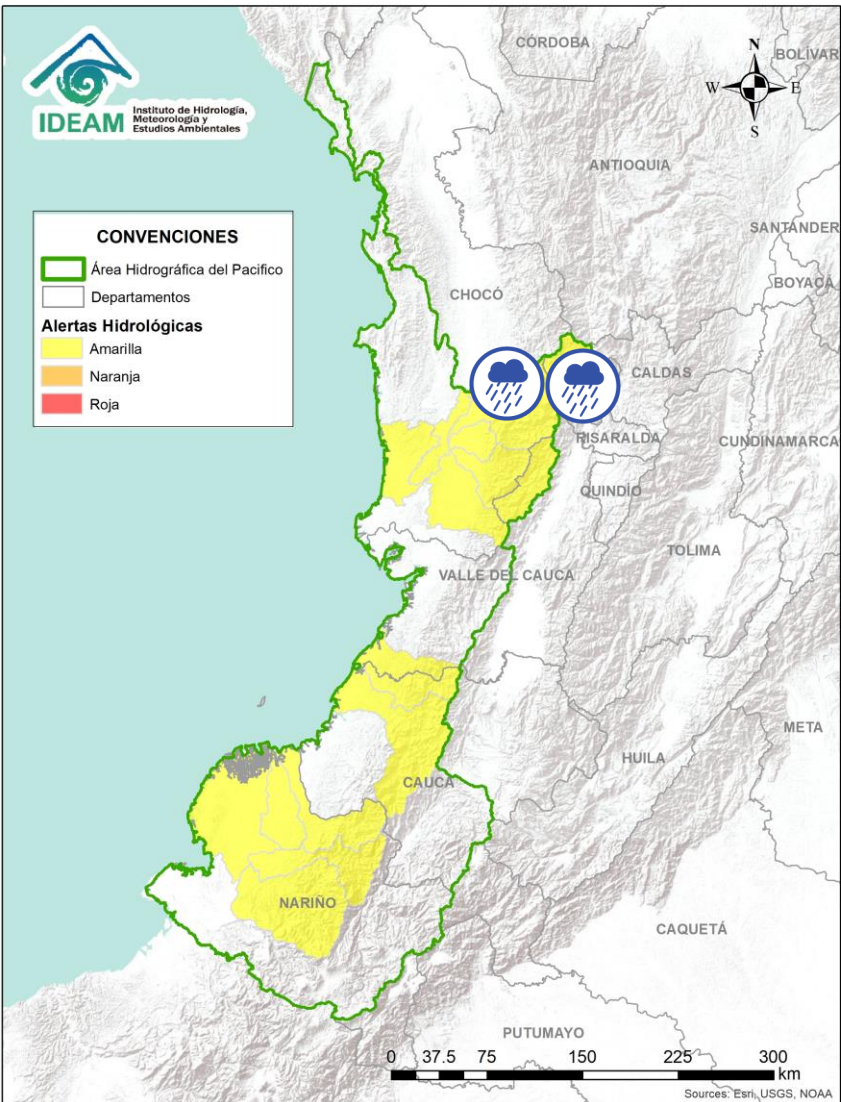 IDEAM
Instituto de Hidrología,
Meteorología y
Estudios Ambientales
N
W
E
S
CÓRDOBA
BOLÍVAR
ANTIOQUIA
SANTANDER
BOYACÁ
CHOCÓ
CONVENCIONES
Área Hidrográfica del Pacifico
Departamentos
Alertas Hidrológicas
Amarilla
Naranja
Roja
CALDAS
RISARALDA
CUNDINAMARCA
QUINDÍO
TOLIMA
VALLE DEL CAUCA
META
HUILA
CAUCA
NARIÑO
CAQUETÁ
PUTUMAYO
0 37.5 75 150 225 300
km
Sources: Esri, USGS, NOAA